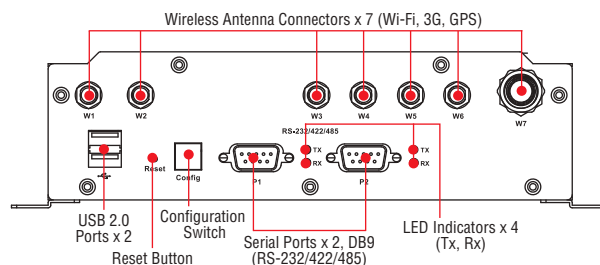 Wireless Antenna Connectors x 7 (Wi-Fi, 3G, GPS)
W1
W2
W3
W4
W5
W6
W7
RS-232/422/485
TX
RX
TX
RX
Reset
Config
P1
P2
USB 2.0
Ports x 2
Reset Button
Configuration
Switch
Serial Ports x 2, DB9
(RS-232/422/485)
LED Indicators x 4
(Tx, Rx)